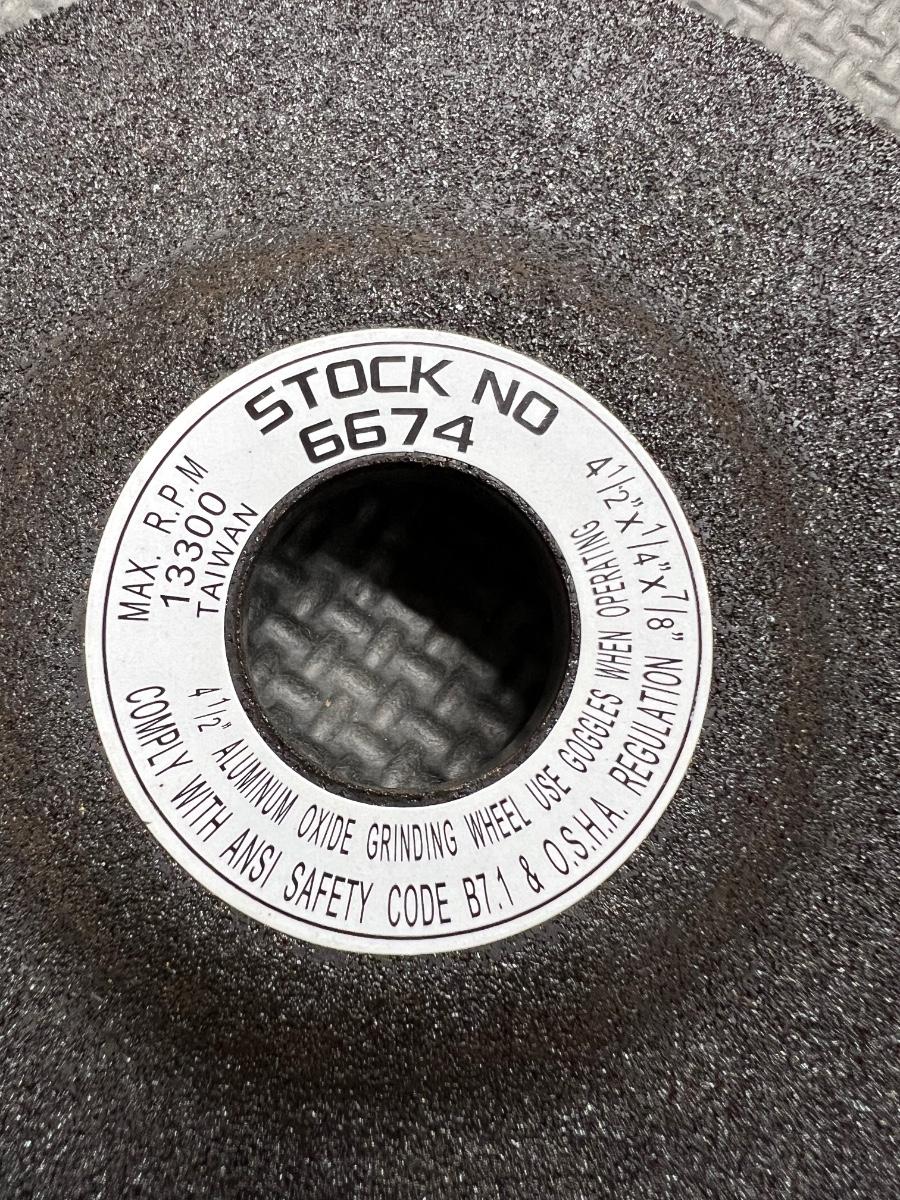 STOCK NO
6674
MAX. R.P.M
13300
TAIWAN
4 1/2" x 1/4" x 7/8"
4 1/2" ALUMINUM OXIDE GRINDING WHEEL USE GOGGLES WHEN OPERATING
COMPLY. WITH ANSI SAFETY CODE B7.1 & O.S.H.A. REGULATION